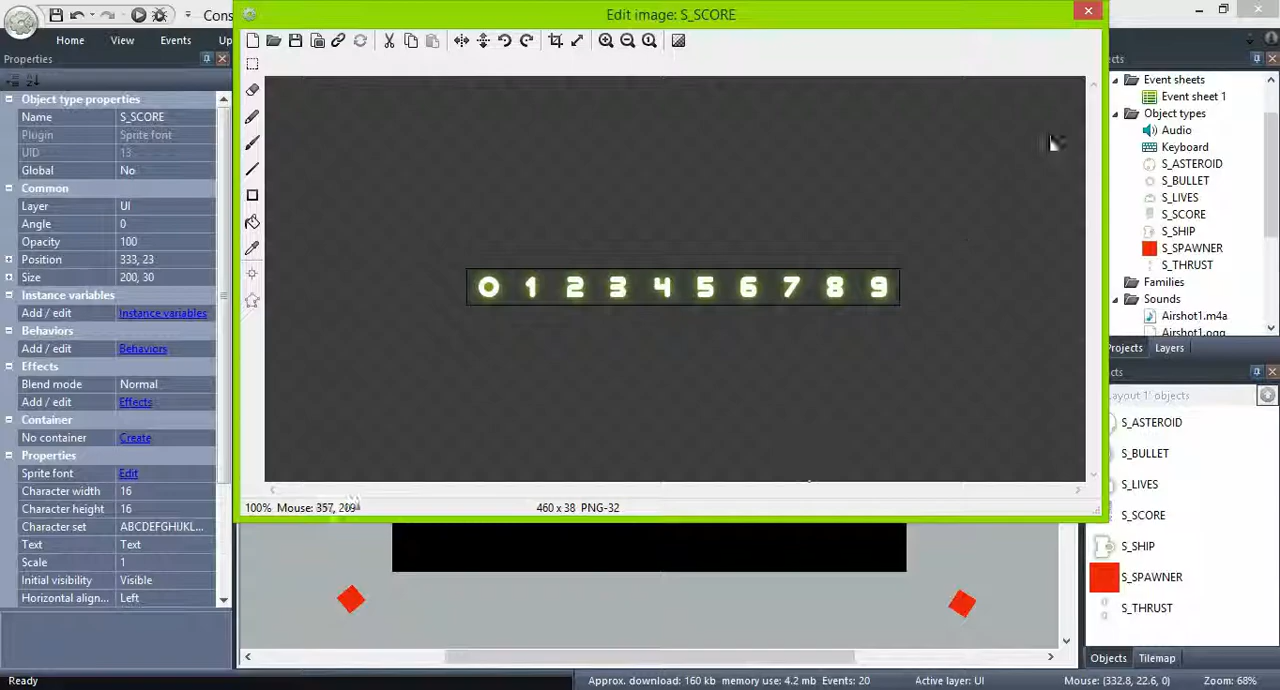 Cons
Edit image: S_SCORE
Home View Events Up
Properties
Object type properties
Name S_SCORE
Plugin Sprite font
UID 13
Global No
Common
Layer UI
Angle 0
Opacity 100
Position 333, 23
Size 200, 30
Instance variables
Add / edit Instance variables
Behaviors
Add / edit Behaviors
Effects
Blend mode Normal
Add / edit Effects
Container
No container Create
Properties
Sprite font Edit
Character width 16
Character height 16
Character set ABCDEFGHIJKL...
Text Text
Scale 1
Initial visibility Visible
Horizontal align... Left
Ready
0 1 2 3 4 5 6 7 8 9
100% Mouse: 357, 209
460 x 38 PNG-32
cts
Event sheets
Event sheet 1
Object types
Audio
Keyboard
S_ASTEROID
S_BULLET
S_LIVES
S_SCORE
S_SHIP
S_SPAWNER
S_THRUST
Families
Sounds
Airshot1.m4a
Airshot1.ogg
Projects Layers
cts
Layout 1' objects
S_ASTEROID
S_BULLET
S_LIVES
S_SCORE
S_SHIP
S_SPAWNER
S_THRUST
Objects Tilemap
Approx. download: 160 kb memory use: 4.2 mb Events: 20 Active layer: UI Mouse: (332.8, 22.6, 0) Zoom: 68%